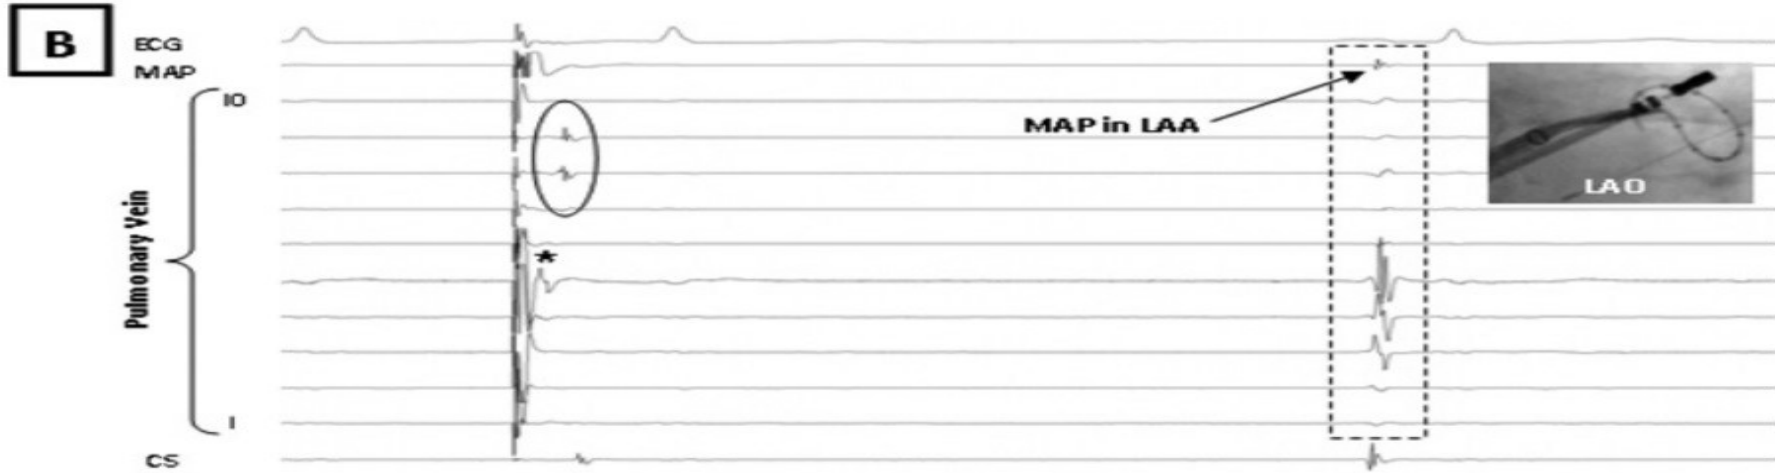 B
ECG
MAP
10
MAP in LAA
LAO
*
Pulmonary Vein
1
CS